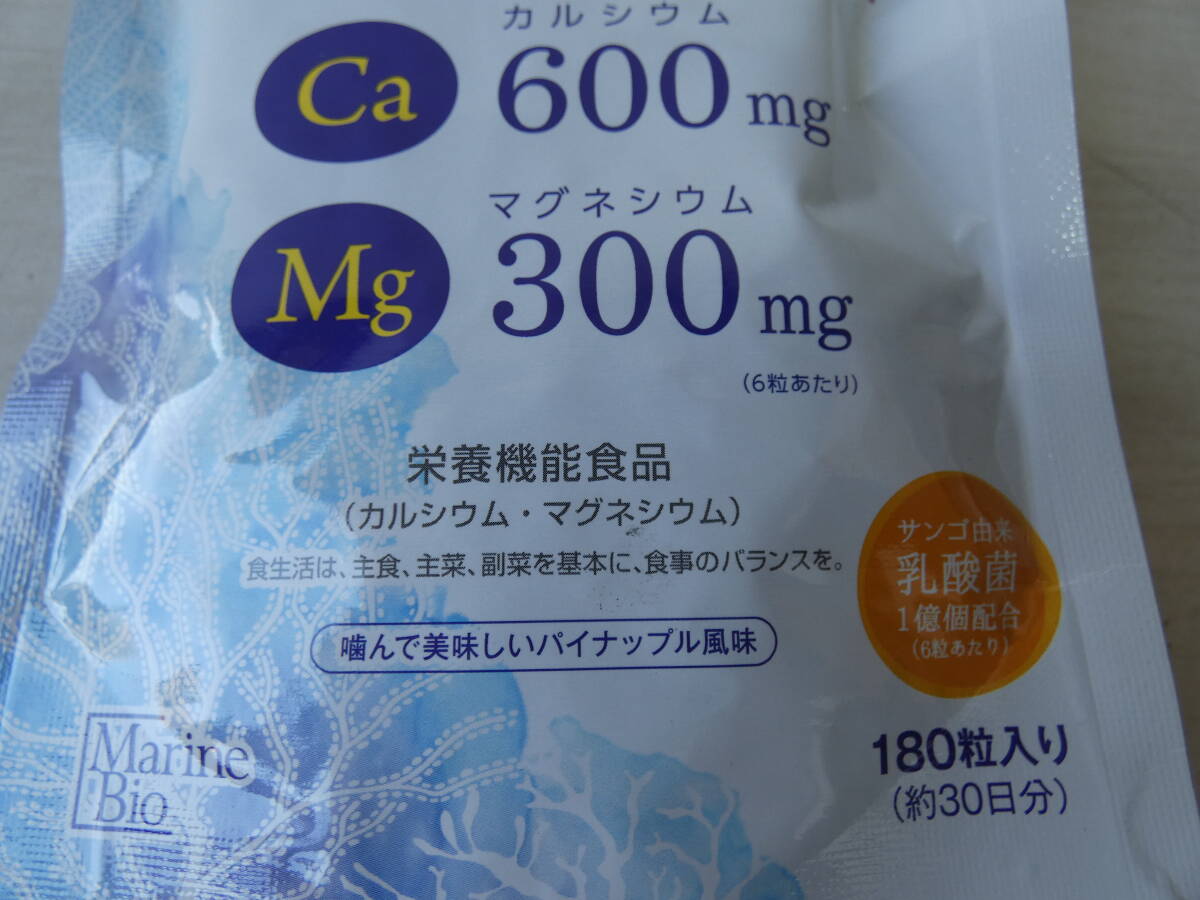 カルシウム
Ca 600mg
マグネシウム
Mg 300mg
(6粒あたり)
栄養機能食品
(カルシウム・マグネシウム)
食生活は、主食、主菜、副菜を基本に、食事のバランスを。
噛んで美味しいパイナップル風味
サンゴ由来
乳酸菌
1億個配合
(6粒あたり)
180粒入り
(約30日分)
Marine
Bio